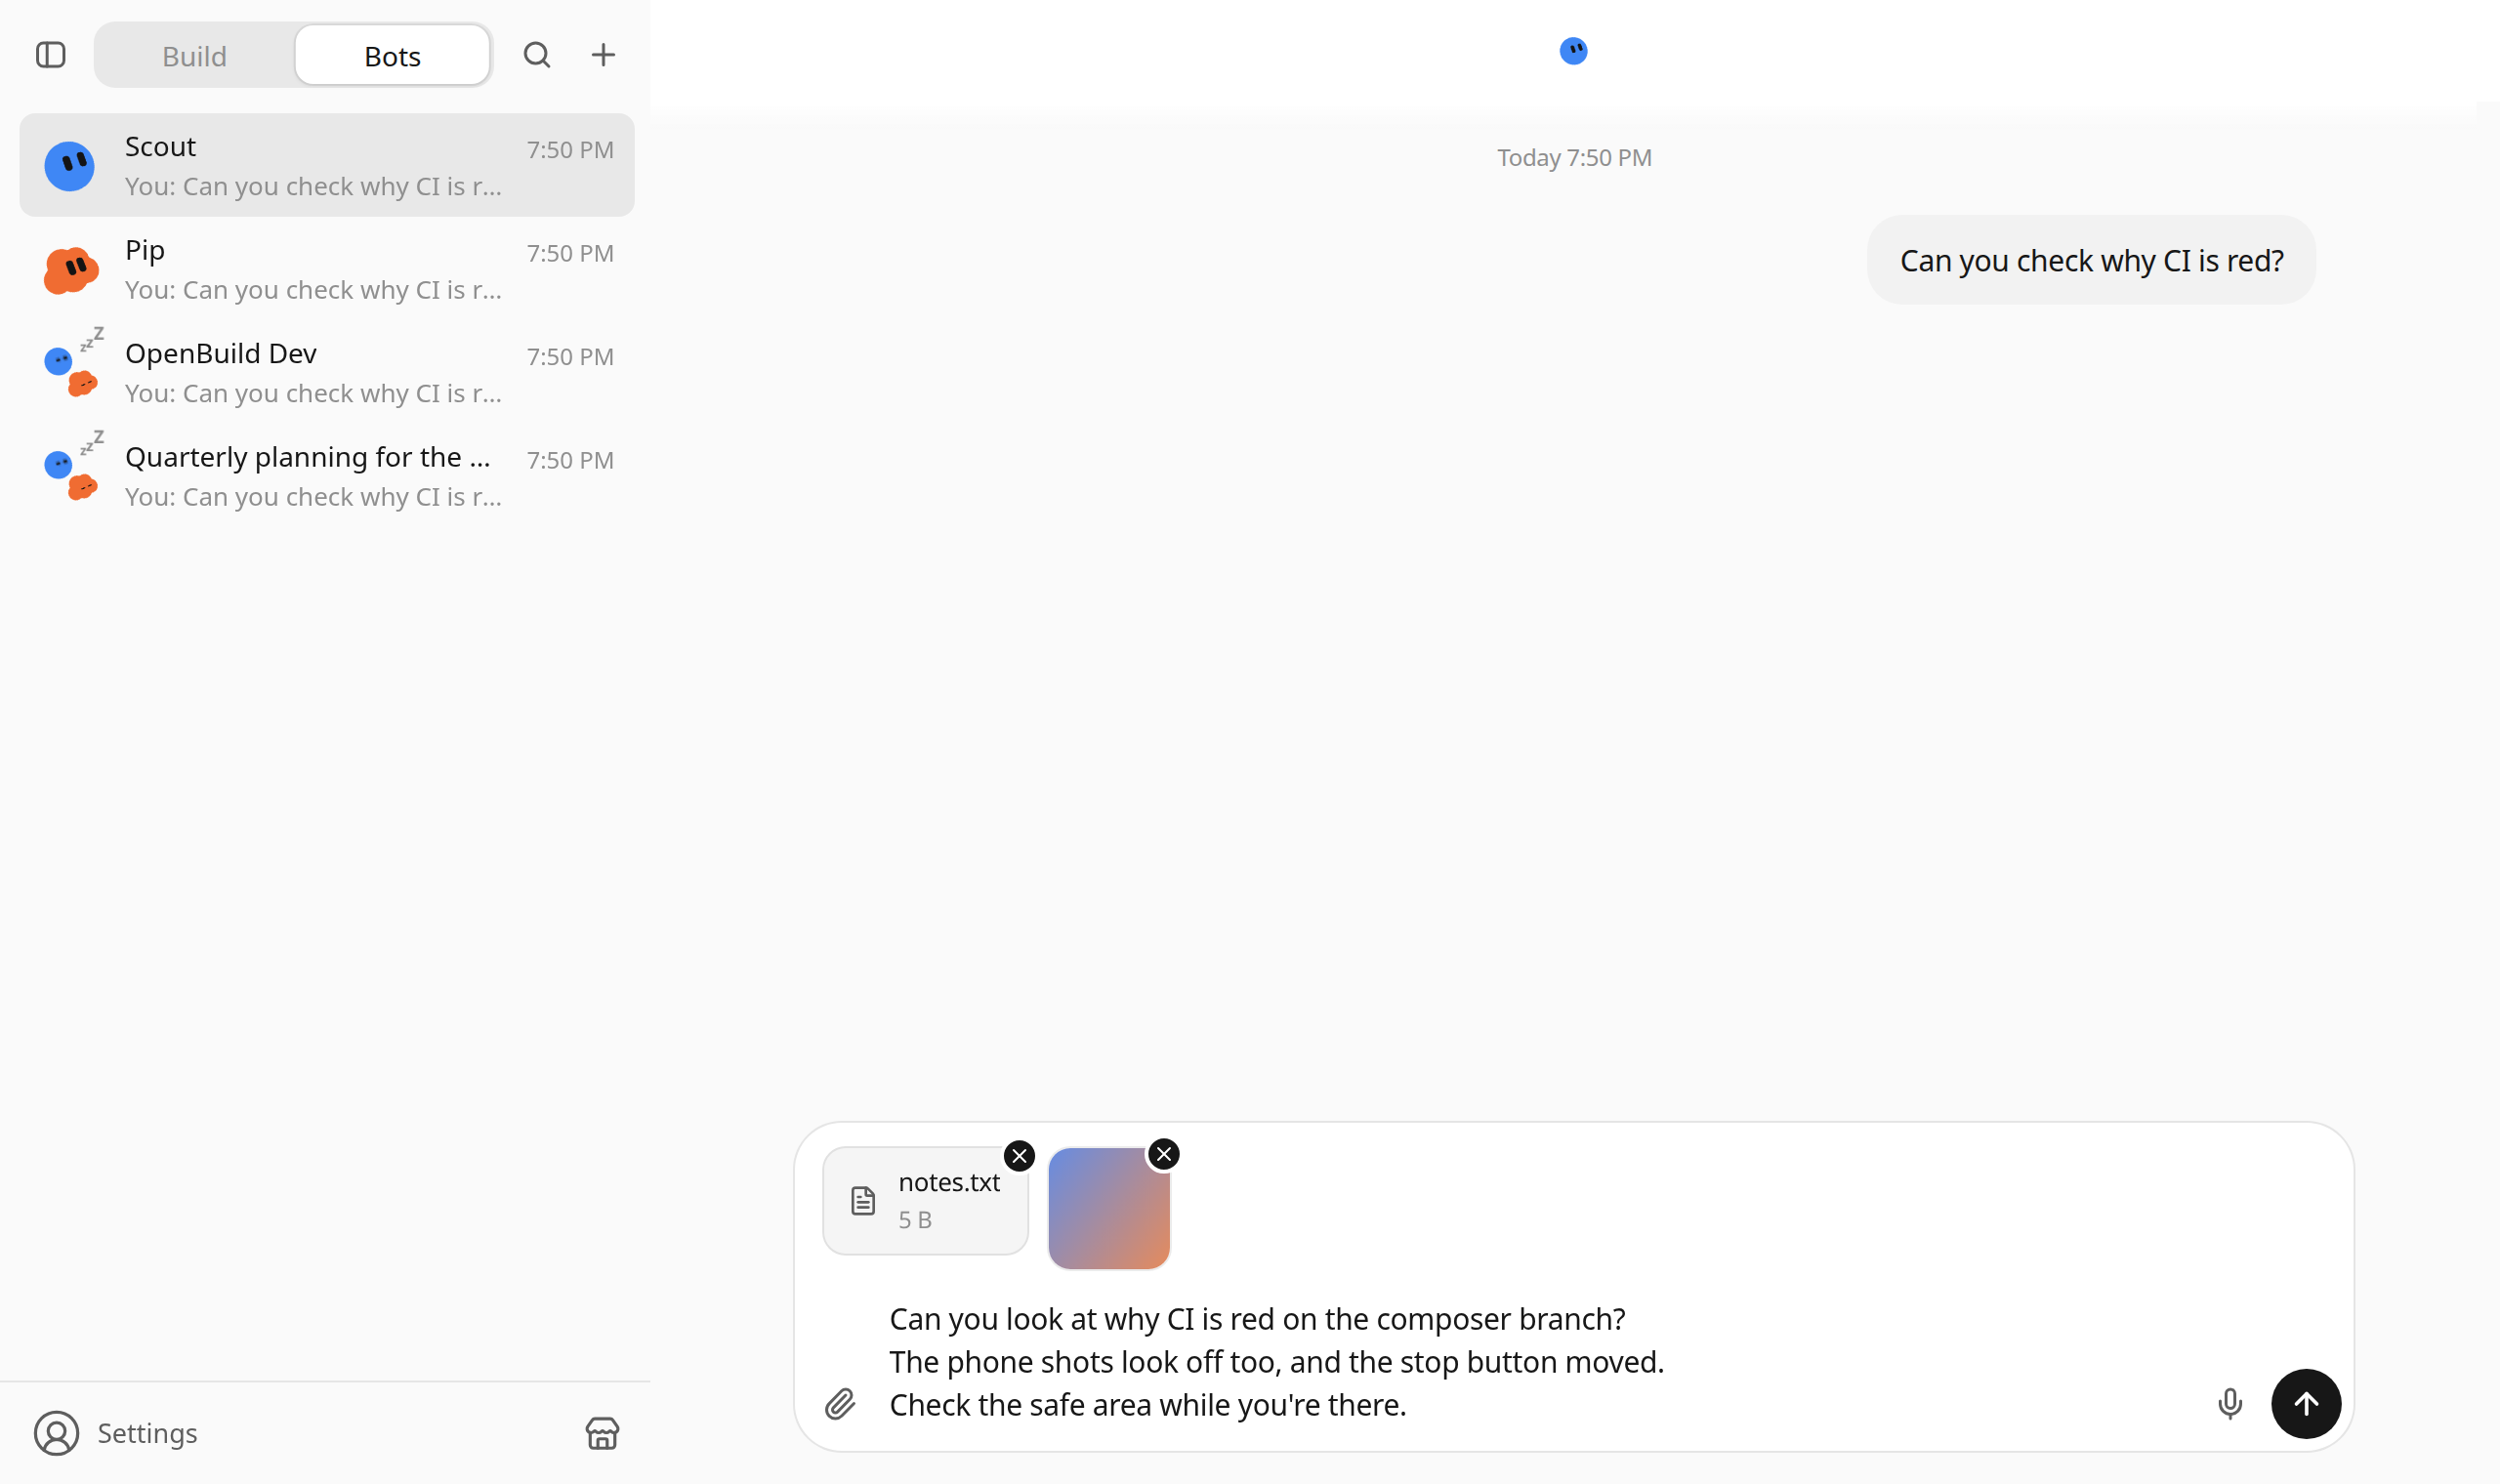 Build
Bots
Scout
7:50 PM
You: Can you check why CI is r...
Pip
7:50 PM
You: Can you check why CI is r...
zzZ
OpenBuild Dev
7:50 PM
You: Can you check why CI is r...
zzZ
Quarterly planning for the ...
7:50 PM
You: Can you check why CI is r...
Settings
Today 7:50 PM
Can you check why CI is red?
notes.txt
5 B
Can you look at why CI is red on the composer branch?
The phone shots look off too, and the stop button moved.
Check the safe area while you're there.